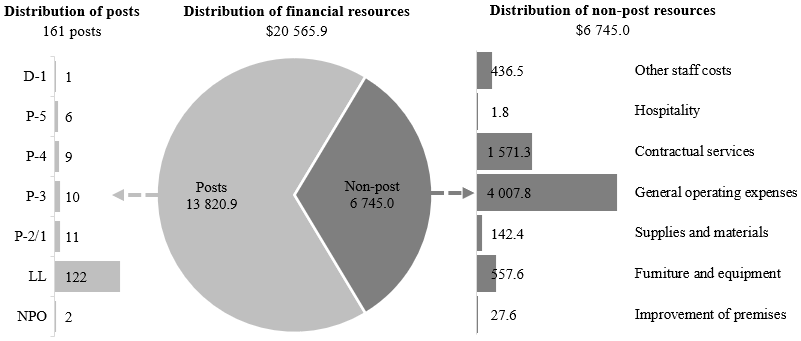 Distribution of posts
161 posts
D-1 1
P-5 6
P-4 9
P-3 10
P-2/1 11
LL 122
NPO 2
Distribution of financial resources
$20 565.9
Posts
13 820.9
Non-post
6 745.0
Distribution of non-post resources
$6 745.0
436.5 Other staff costs
1.8 Hospitality
1 571.3 Contractual services
4 007.8 General operating expenses
142.4 Supplies and materials
557.6 Furniture and equipment
27.6 Improvement of premises